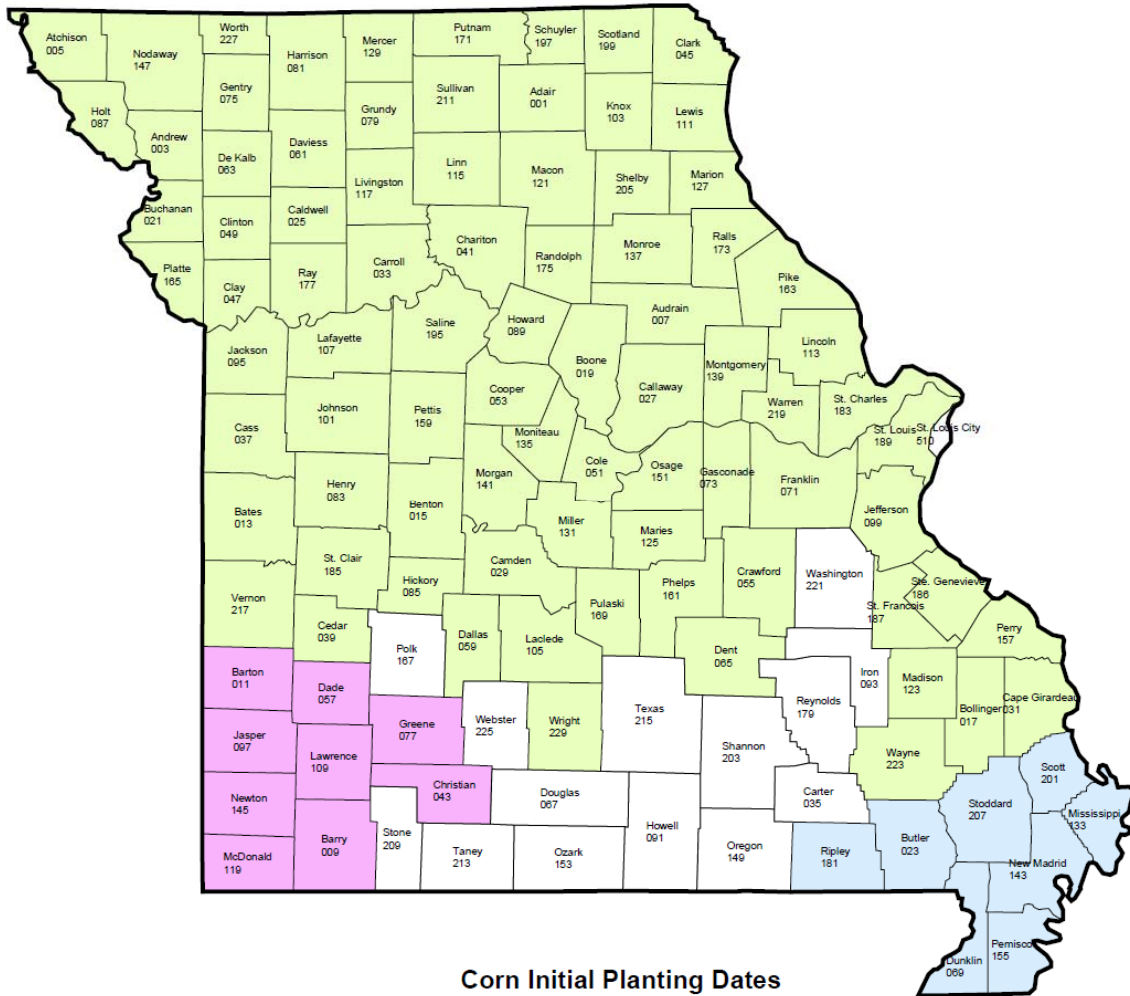 Atchison
005
Nodaway
147
Worth
227
Harrison
081
Mercer
129
Putnam
171
Schuyler
197
Scotland
199
Clark
045
Holt
087
Gentry
075
Sullivan
211
Adair
001
Knox
103
Lewis
111
Andrew
003
De Kalb
063
Daviess
061
Grundy
079
Linn
115
Macon
121
Shelby
205
Marion
127
Livingston
117
Buchanan
021
Clinton
049
Caldwell
025
Chariton
041
Randolph
175
Monroe
137
Ralls
173
Platte
165
Clay
047
Ray
177
Carroll
033
Pike
163
Audrain
007
Jackson
095
Lafayette
107
Saline
195
Howard
089
Boone
019
Callaway
027
Montgomery
139
Lincoln
113
Warren
219
St. Charles
183
St. Louis
189
St. Louis City
510
Cass
037
Johnson
101
Pettis
159
Cooper
053
Moniteau
135
Cole
051
Osage
151
Gasconade
073
Franklin
071
Jefferson
099
Bates
013
Henry
083
Benton
015
Morgan
141
Miller
131
Maries
125
Vernon
217
St. Clair
185
Hickory
085
Camden
029
Pulaski
169
Phelps
161
Crawford
055
Washington
221
St. Francois
187
Ste. Genevieve
186
Perry
157
Cedar
039
Polk
167
Dallas
059
Laclede
105
Dent
065
Iron
093
Madison
123
Bollinger
017
Cape Girardeau
031
Barton
011
Dade
057
Greene
077
Webster
225
Wright
229
Texas
215
Reynolds
179
Shannon
203
Wayne
223
Jasper
097
Lawrence
109
Christian
043
Douglas
067
Howell
091
Carter
035
Butler
023
Stoddard
207
Scott
201
Mississippi
133
Newton
145
McDonald
119
Barry
009
Stone
209
Taney
213
Ozark
153
Oregon
149
Ripley
181
New Madrid
143
Dunklin
069
Pemiscot
155
Corn Initial Planting Dates